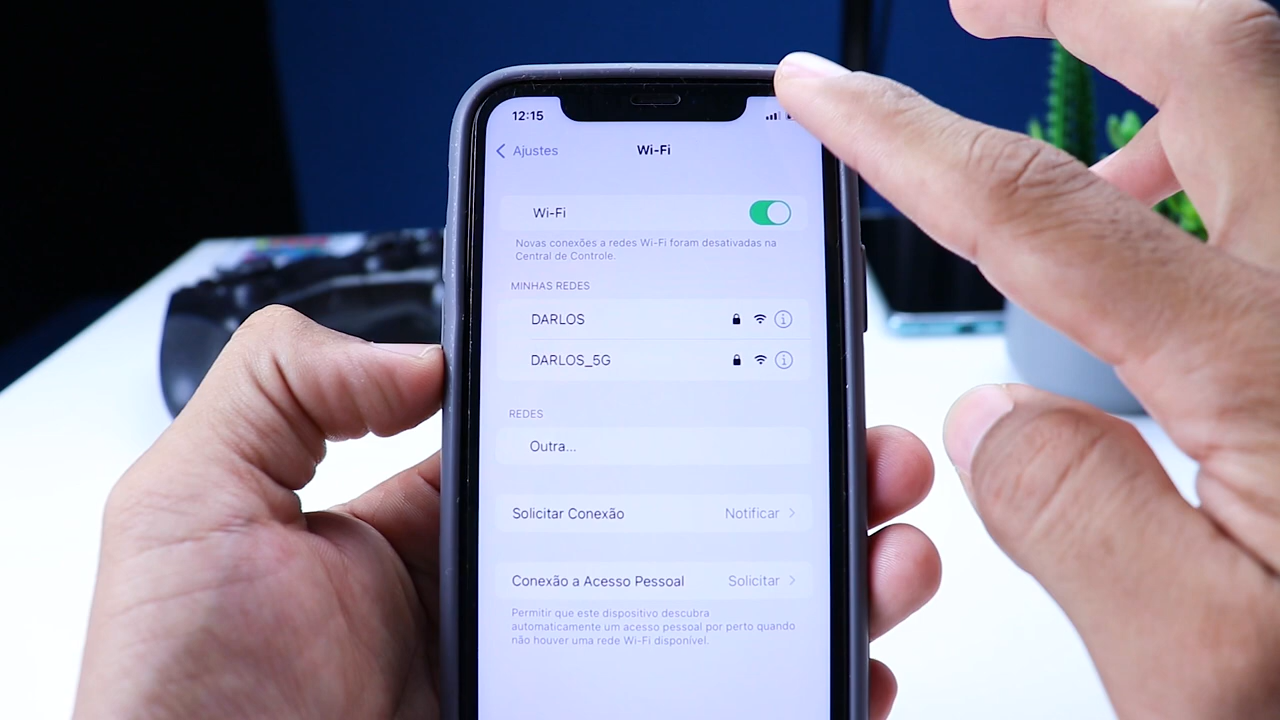 12:15
Ajustes
Wi-Fi
Wi-Fi
Novas conexões a redes Wi-Fi foram desativadas na
Central de Controle.
MINHAS REDES
DARLOS
DARLOS_5G
REDES
Outra...
Solicitar Conexão Notificar
Conexão a Acesso Pessoal Solicitar
Permitir que este dispositivo descubra
automaticamente um acesso pessoal por perto quando
não houver uma rede Wi-Fi disponível.